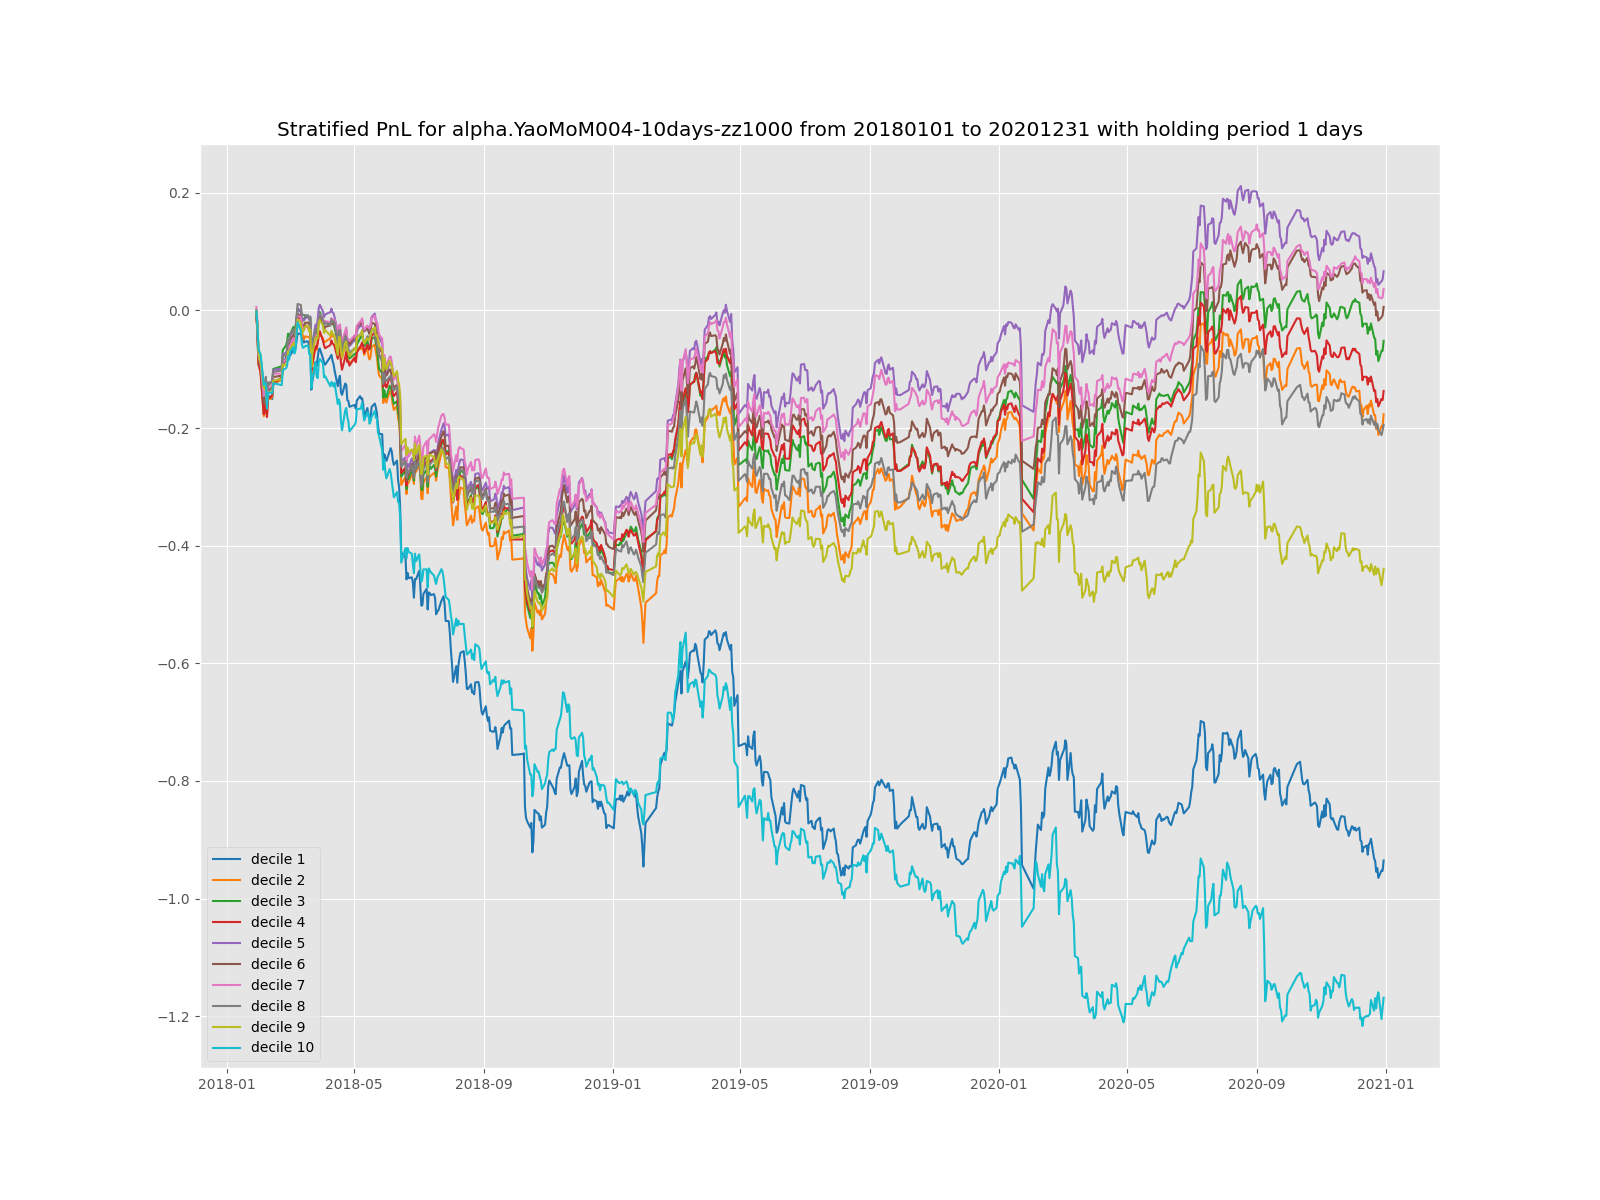 Stratified PnL for alpha.YaoMoM004-10days-zz1000 from 20180101 to 20201231 with holding period 1 days
0.2
0.0
−0.2
−0.4
−0.6
−0.8
−1.0
−1.2
decile 1
decile 2
decile 3
decile 4
decile 5
decile 6
decile 7
decile 8
decile 9
decile 10
2018-01 2018-05 2018-09 2019-01 2019-05 2019-09 2020-01 2020-05 2020-09 2021-01